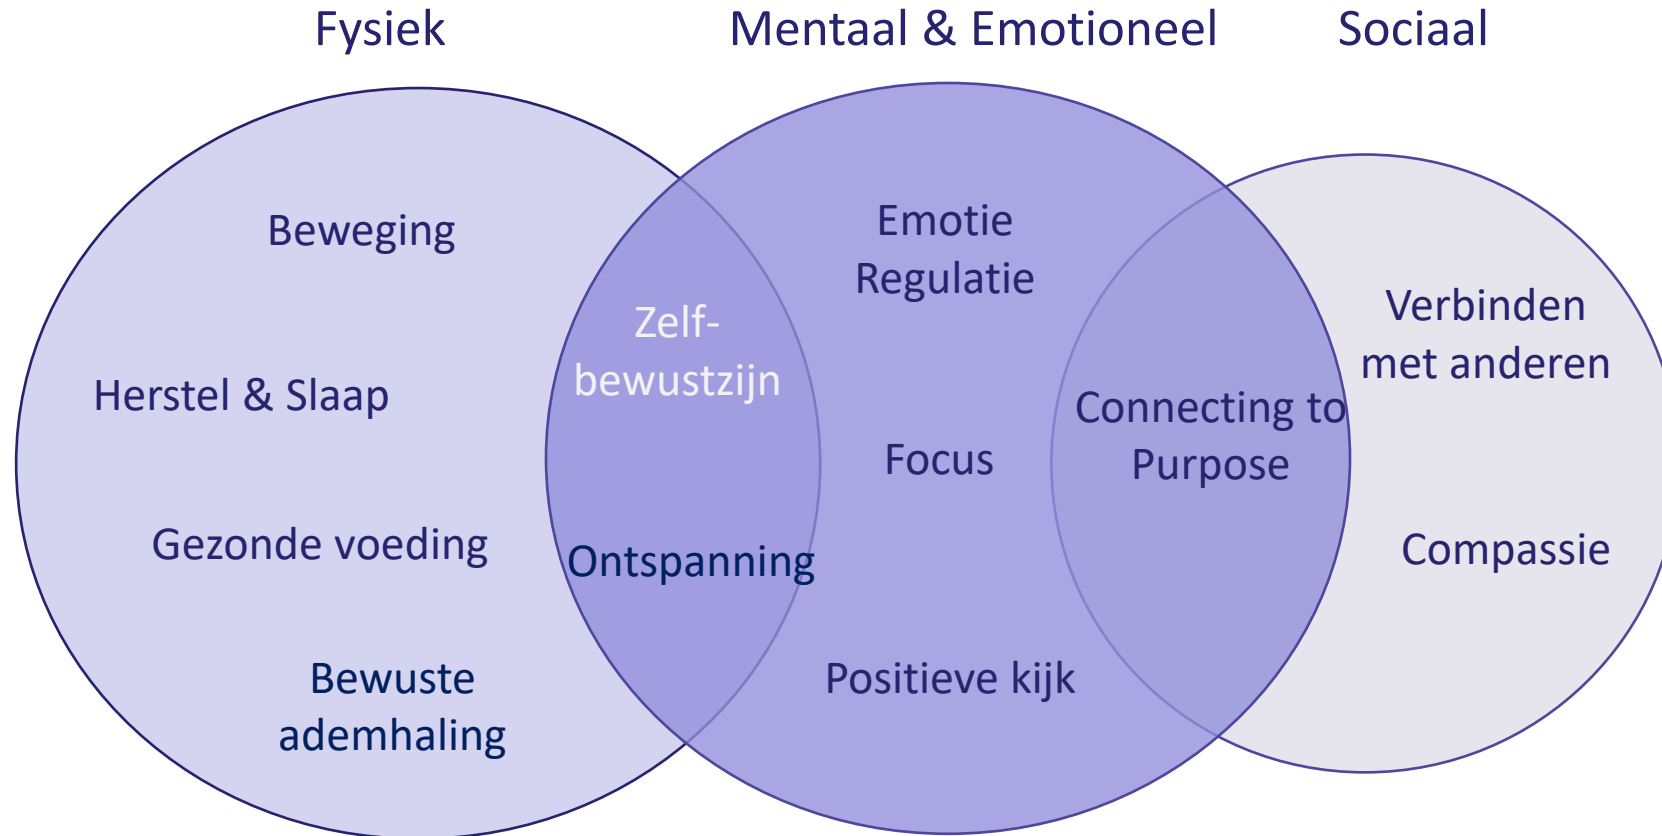 Fysiek
Mentaal & Emotioneel
Sociaal
Beweging
Herstel & Slaap
Gezonde voeding
Bewuste
ademhaling
Zelf-
bewustzijn
Ontspanning
Emotie
Regulatie
Focus
Positieve kijk
Connecting to
Purpose
Verbinden
met anderen
Compassie